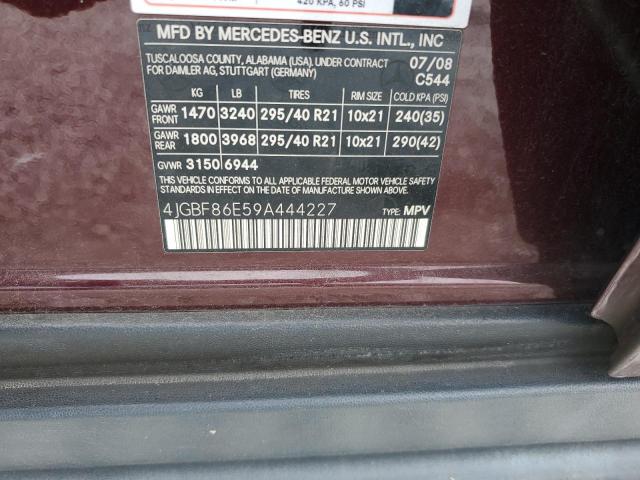 420 KPA, 60 PSI
MFD BY MERCEDES-BENZ U.S. INTL., INC
TUSCALOOSA COUNTY, ALABAMA (USA), UNDER CONTRACT 07/08
FOR DAIMLER AG, STUTTGART (GERMANY) C544
KG LB TIRES RIM SIZE COLD KPA (PSI)
GAWR FRONT 1470 3240 295/40 R21 10x21 240(35)
GAWR REAR 1800 3968 295/40 R21 10x21 290(42)
GVWR 3150 6944
THIS VEHICLE CONFORMS TO ALL APPLICABLE FEDERAL MOTOR VEHICLE SAFETY
STANDARDS IN EFFECT ON THE DATE OF MANUFACTURE SHOWN ABOVE.
4JGBF86E59A444227 TYPE: MPV